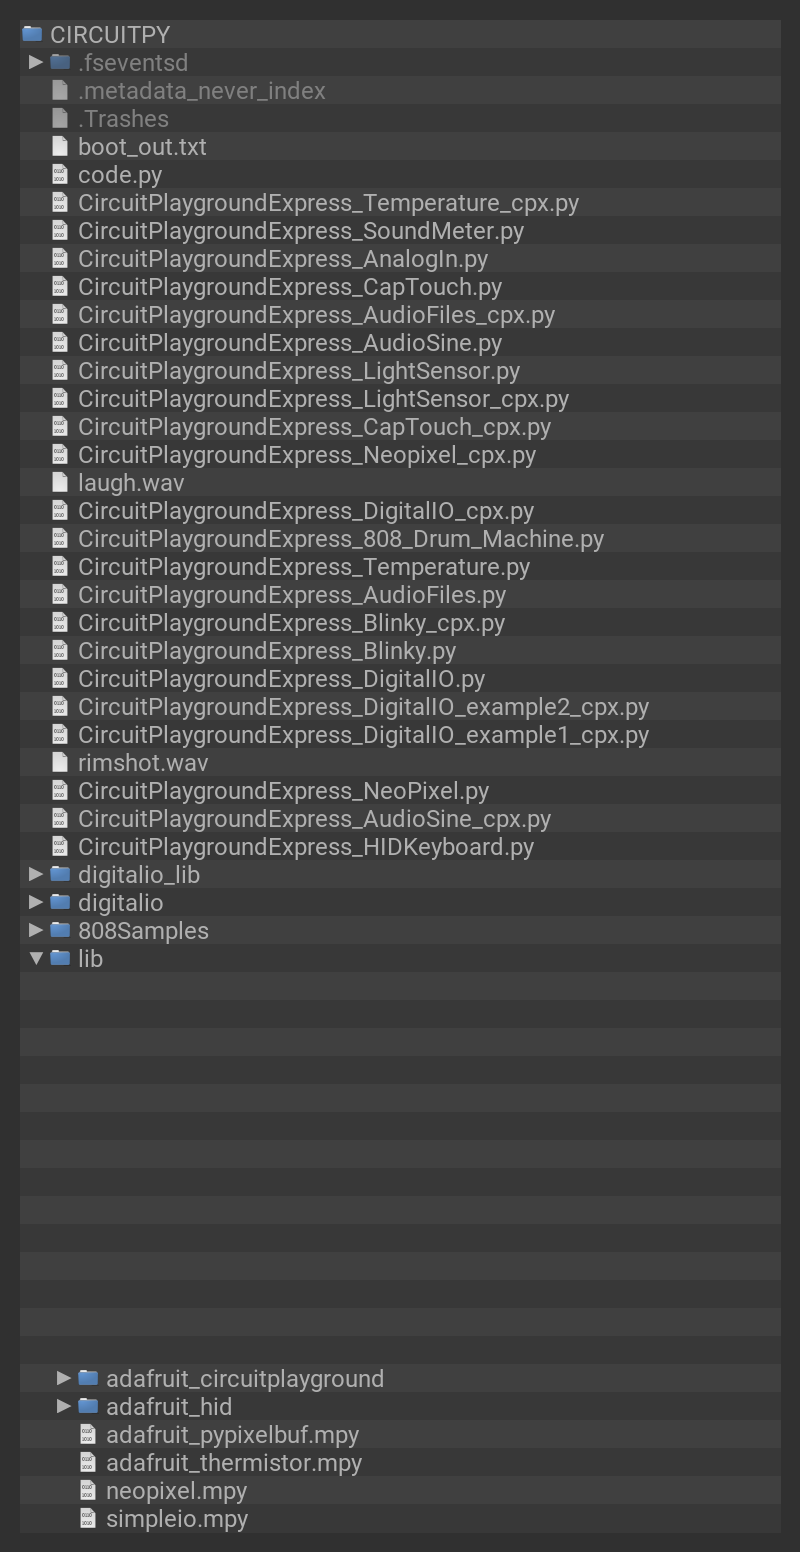 CIRCUITPY
.fseventsd
.metadata_never_index
.Trashes
boot_out.txt
code.py
CircuitPlaygroundExpress_Temperature_cpx.py
CircuitPlaygroundExpress_SoundMeter.py
CircuitPlaygroundExpress_AnalogIn.py
CircuitPlaygroundExpress_CapTouch.py
CircuitPlaygroundExpress_AudioFiles_cpx.py
CircuitPlaygroundExpress_AudioSine.py
CircuitPlaygroundExpress_LightSensor.py
CircuitPlaygroundExpress_LightSensor_cpx.py
CircuitPlaygroundExpress_CapTouch_cpx.py
CircuitPlaygroundExpress_Neopixel_cpx.py
laugh.wav
CircuitPlaygroundExpress_DigitalIO_cpx.py
CircuitPlaygroundExpress_808_Drum_Machine.py
CircuitPlaygroundExpress_Temperature.py
CircuitPlaygroundExpress_AudioFiles.py
CircuitPlaygroundExpress_Blinky_cpx.py
CircuitPlaygroundExpress_Blinky.py
CircuitPlaygroundExpress_DigitalIO.py
CircuitPlaygroundExpress_DigitalIO_example2_cpx.py
CircuitPlaygroundExpress_DigitalIO_example1_cpx.py
rimshot.wav
CircuitPlaygroundExpress_NeoPixel.py
CircuitPlaygroundExpress_AudioSine_cpx.py
CircuitPlaygroundExpress_HIDKeyboard.py
digitalio_lib
digitalio
808Samples
lib
adafruit_circuitplayground
adafruit_hid
adafruit_pypixelbuf.mpy
adafruit_thermistor.mpy
neopixel.mpy
simpleio.mpy